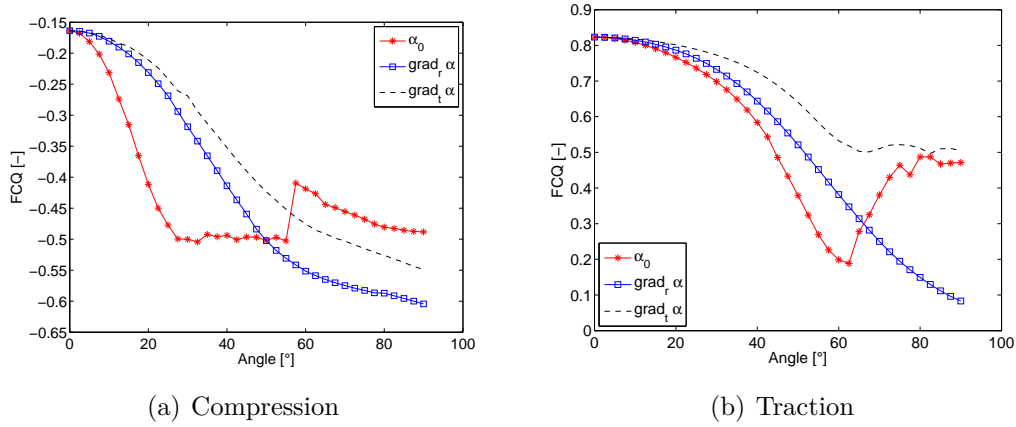 −0.15
−0.2
−0.25
−0.3
−0.35
−0.4
−0.45
−0.5
−0.55
−0.6
−0.65
FCQ [−]
0 20 40 60 80 100
Angle [°]
α0
gradr α
gradt α
(a) Compression
0.9
0.8
0.7
0.6
0.5
0.4
0.3
0.2
0.1
0
FCQ [−]
0 20 40 60 80 100
Angle [°]
α0
gradr α
gradt α
(b) Traction